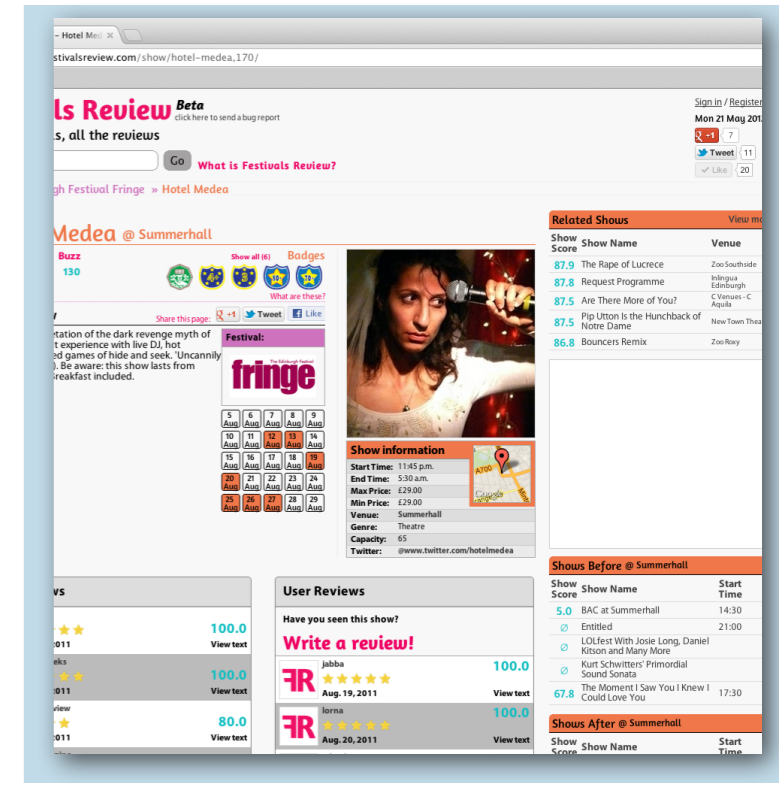 – Hotel Med
stivalsreview.com/show/hotel-medea,170/
ls Review Beta
click here to send a bug report
s, all the reviews
Go
What is Festivals Review?
Sign in / Register
Mon 21 May 201
+1 7
Tweet 11
Like 20
gh Festival Fringe » Hotel Medea
Medea @ Summerhall
Buzz
130
Show all (6) Badges
What are these?
Share this page: +1 Tweet Like
etation of the dark revenge myth of
t experience with live DJ, hot
ed games of hide and seek. 'Uncannily
). Be aware: this show lasts from
reakfast included.
Festival:
The Edinburgh Festival
fringe
5 Aug 6 Aug 7 Aug 8 Aug 9 Aug
10 Aug 11 Aug 12 Aug 13 Aug 14 Aug
15 Aug 16 Aug 17 Aug 18 Aug 19 Aug
20 Aug 21 Aug 22 Aug 23 Aug 24 Aug
25 Aug 26 Aug 27 Aug 28 Aug 29 Aug
Show information
Start Time: 11:45 p.m.
End Time: 5:30 a.m.
Max Price: £29.00
Min Price: £29.00
Venue: Summerhall
Genre: Theatre
Capacity: 65
Twitter: @www.twitter.com/hotelmedea
A700
Google
Related Shows View mo
Show Score Show Name Venue
87.9 The Rape of Lucrece Zoo Southside
87.8 Request Programme Inlingua Edinburgh
87.5 Are There More of You? C Venues - C Aquila
87.5 Pip Utton Is the Hunchback of Notre Dame New Town Thea
86.8 Bouncers Remix Zoo Roxy
Shows Before @ Summerhall
Show Score Show Name Start Time
5.0 BAC at Summerhall 14:30
∅ Entitled 21:00
∅ LOLfest With Josie Long, Daniel Kitson and Many More
∅ Kurt Schwitters' Primordial Sound Sonata
67.8 The Moment I Saw You I Knew I Could Love You 17:30
Shows After @ Summerhall
Show Score Show Name Start Time
ws
100.0
2011 View text
eks
100.0
2011 View text
view
80.0
2011 View text
User Reviews
Have you seen this show?
Write a review!
FR jabba 100.0
Aug. 19, 2011 View text
FR lorna 100.0
Aug. 20, 2011 View text